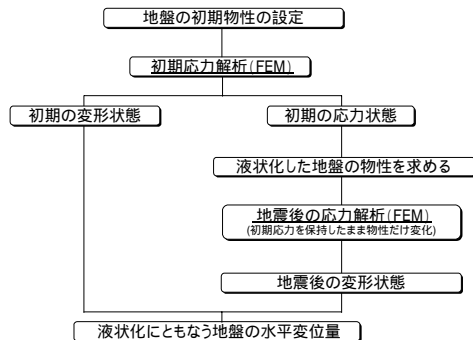 地盤の初期物性の設定
初期応力解析(FEM)
初期の変形状態
初期の応力状態
液状化した地盤の物性を求める
地震後の応力解析(FEM)
(初期応力を保持したまま物性だけ変化)
地震後の変形状態
液状化にともなう地盤の水平変位量